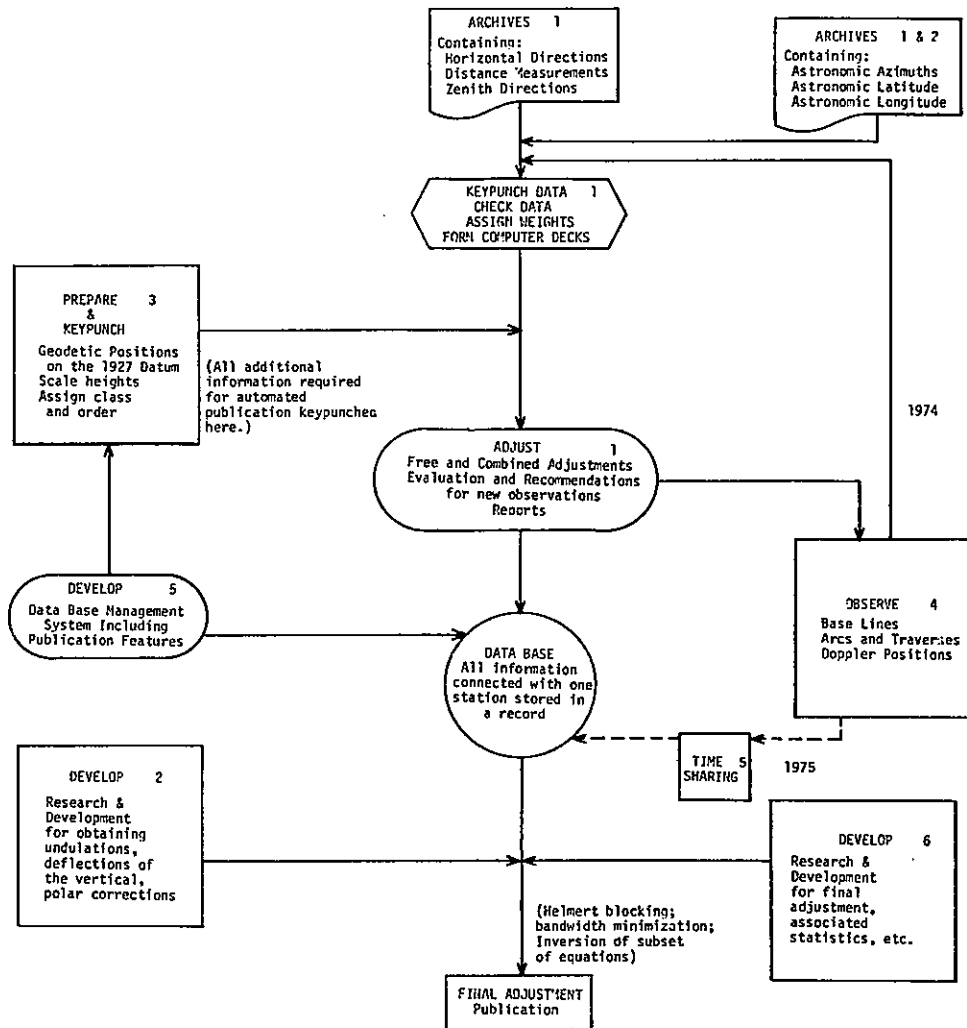 ARCHIVES 1
Containing:
Horizontal Directions
Distance Measurements
Zenith Directions
ARCHIVES 1 & 2
Containing:
Astronomic Azimuths
Astronomic Latitude
Astronomic Longitude
KEYPUNCH DATA 1
CHECK DATA
ASSIGN WEIGHTS
FORM COMPUTER DECKS
PREPARE 3
&
KEYPUNCH
Geodetic Positions
on the 1927 Datum
Scale heights
Assign class
and order
(All additional
information required
for automated
publication keypunched
here.)
1974
ADJUST 1
Free and Combined Adjustments
Evaluation and Recommendations
for new observations
Reports
DEVELOP 5
Data Base Management
System Including
Publication Features
OBSERVE 4
Base Lines
Arcs and Traverses
Doppler Positions
DATA BASE
All information
connected with one
station stored in
a record
TIME 5
SHARING
1975
DEVELOP 2
Research &
Development
for obtaining
undulations,
deflections of
the vertical,
polar corrections
DEVELOP 6
Research &
Development
for final
adjustment,
associated
statistics, etc.
(Helmert blocking;
bandwidth minimization;
Inversion of subset
of equations)
FINAL ADJUSTMENT
Publication